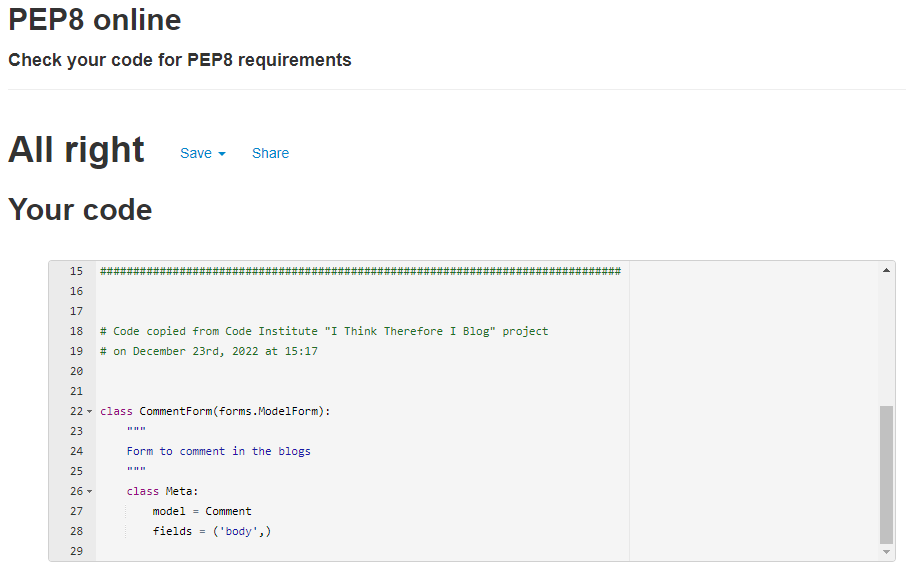 PEP8 online
Check your code for PEP8 requirements
All right Save Share
Your code
15 ###############################################################################
16
17
18 # Code copied from Code Institute "I Think Therefore I Blog" project
19 # on December 23rd, 2022 at 15:17
20
21
22 class CommentForm(forms.ModelForm):
23 """
24 Form to comment in the blogs
25 """
26 class Meta:
27 model = Comment
28 fields = ('body',)
29